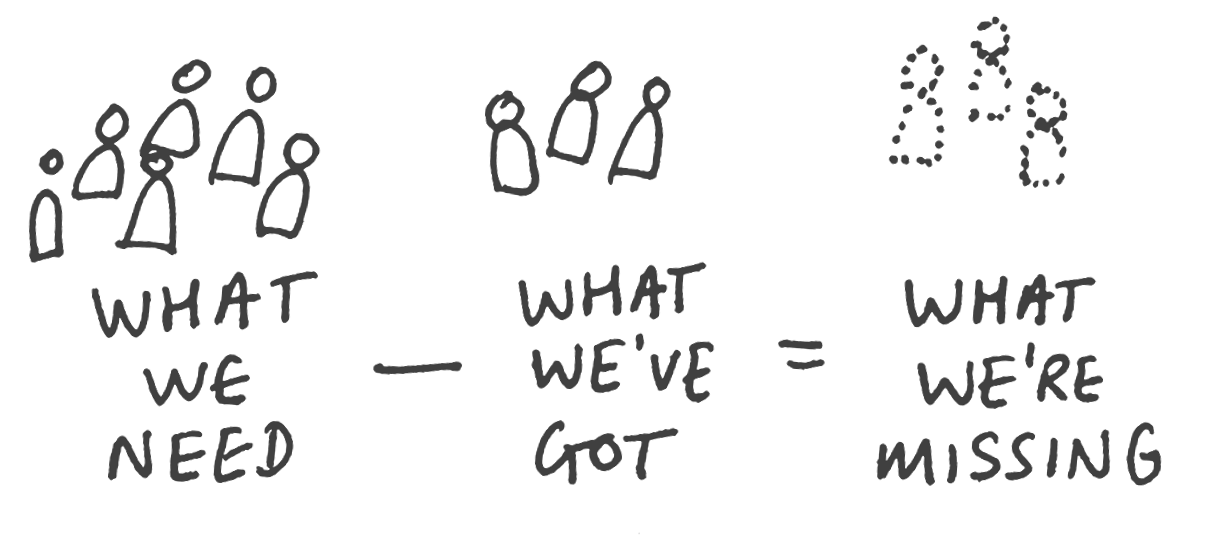 WHAT
WE
NEED
—
WHAT
WE'VE
GOT
=
WHAT
WE'RE
MISSING